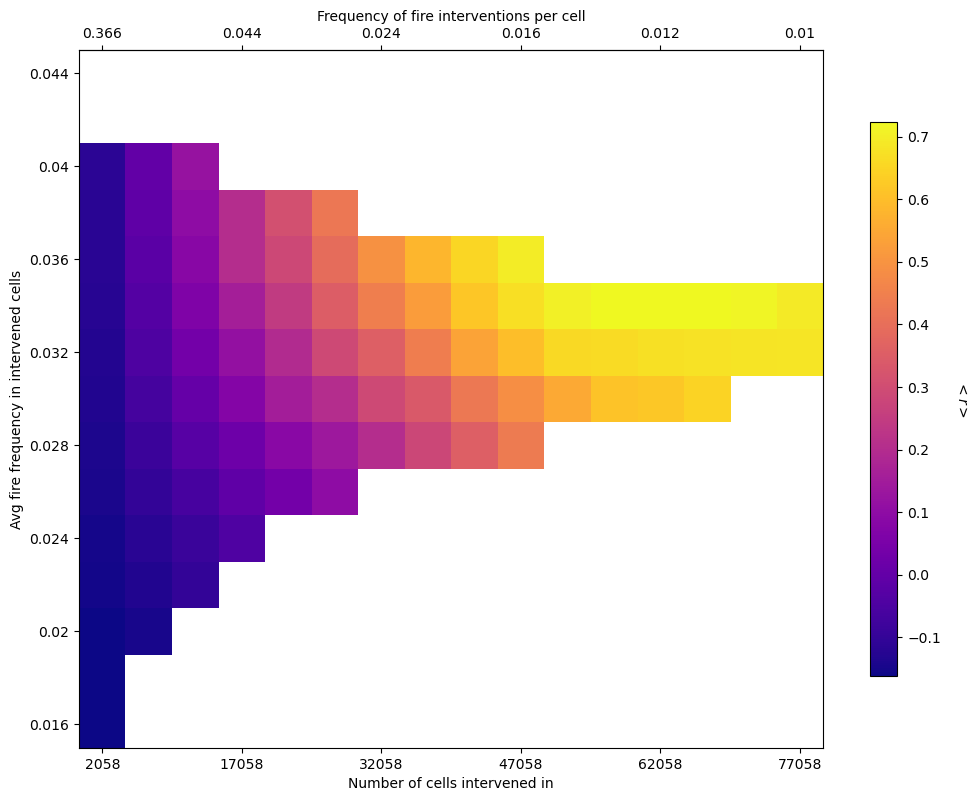 Frequency of fire interventions per cell
0.366 0.044 0.024 0.016 0.012 0.01
Avg fire frequency in intervened cells
0.044
0.04
0.036
0.032
0.028
0.024
0.02
0.016
2058 17058 32058 47058 62058 77058
Number of cells intervened in
0.7
0.6
0.5
0.4
0.3
0.2
0.1
0.0
−0.1
< r >